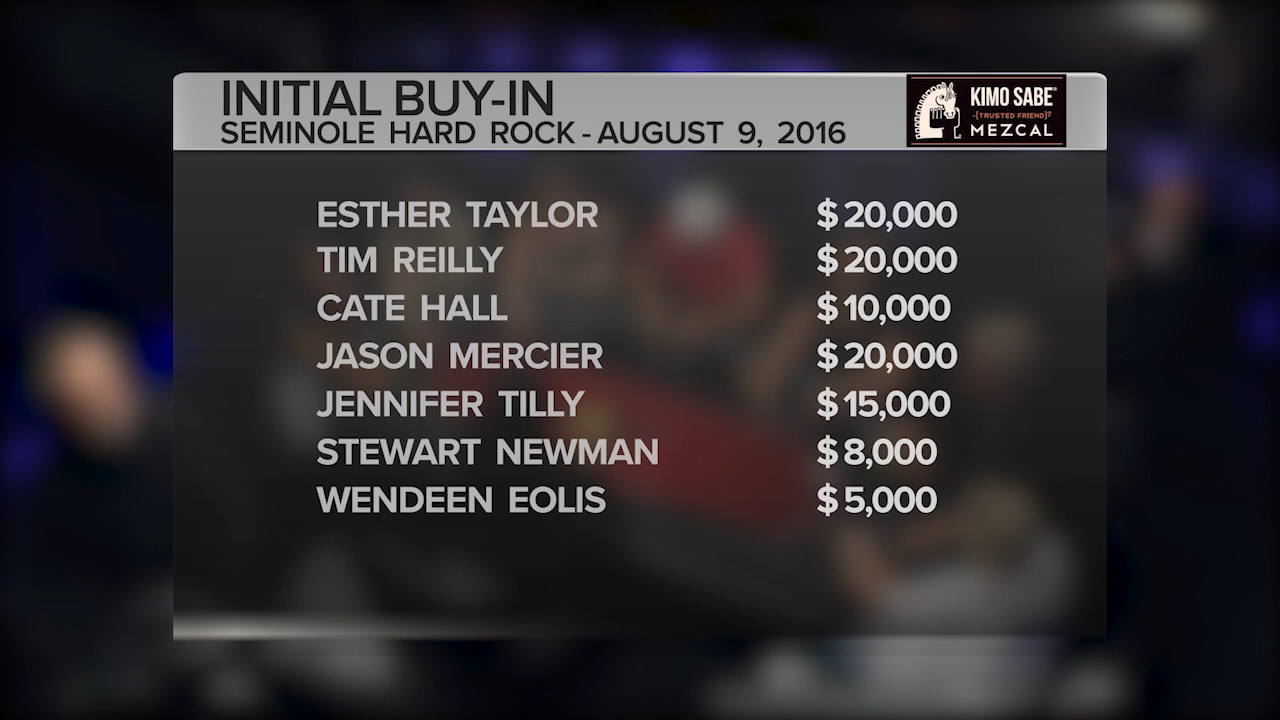 INITIAL BUY-IN
SEMINOLE HARD ROCK - AUGUST 9, 2016
KIMO SABE®
-[TRUSTED FRIEND]-
MEZCAL
ESTHER TAYLOR $20,000
TIM REILLY $20,000
CATE HALL $10,000
JASON MERCIER $20,000
JENNIFER TILLY $15,000
STEWART NEWMAN $8,000
WENDEEN EOLIS $5,000